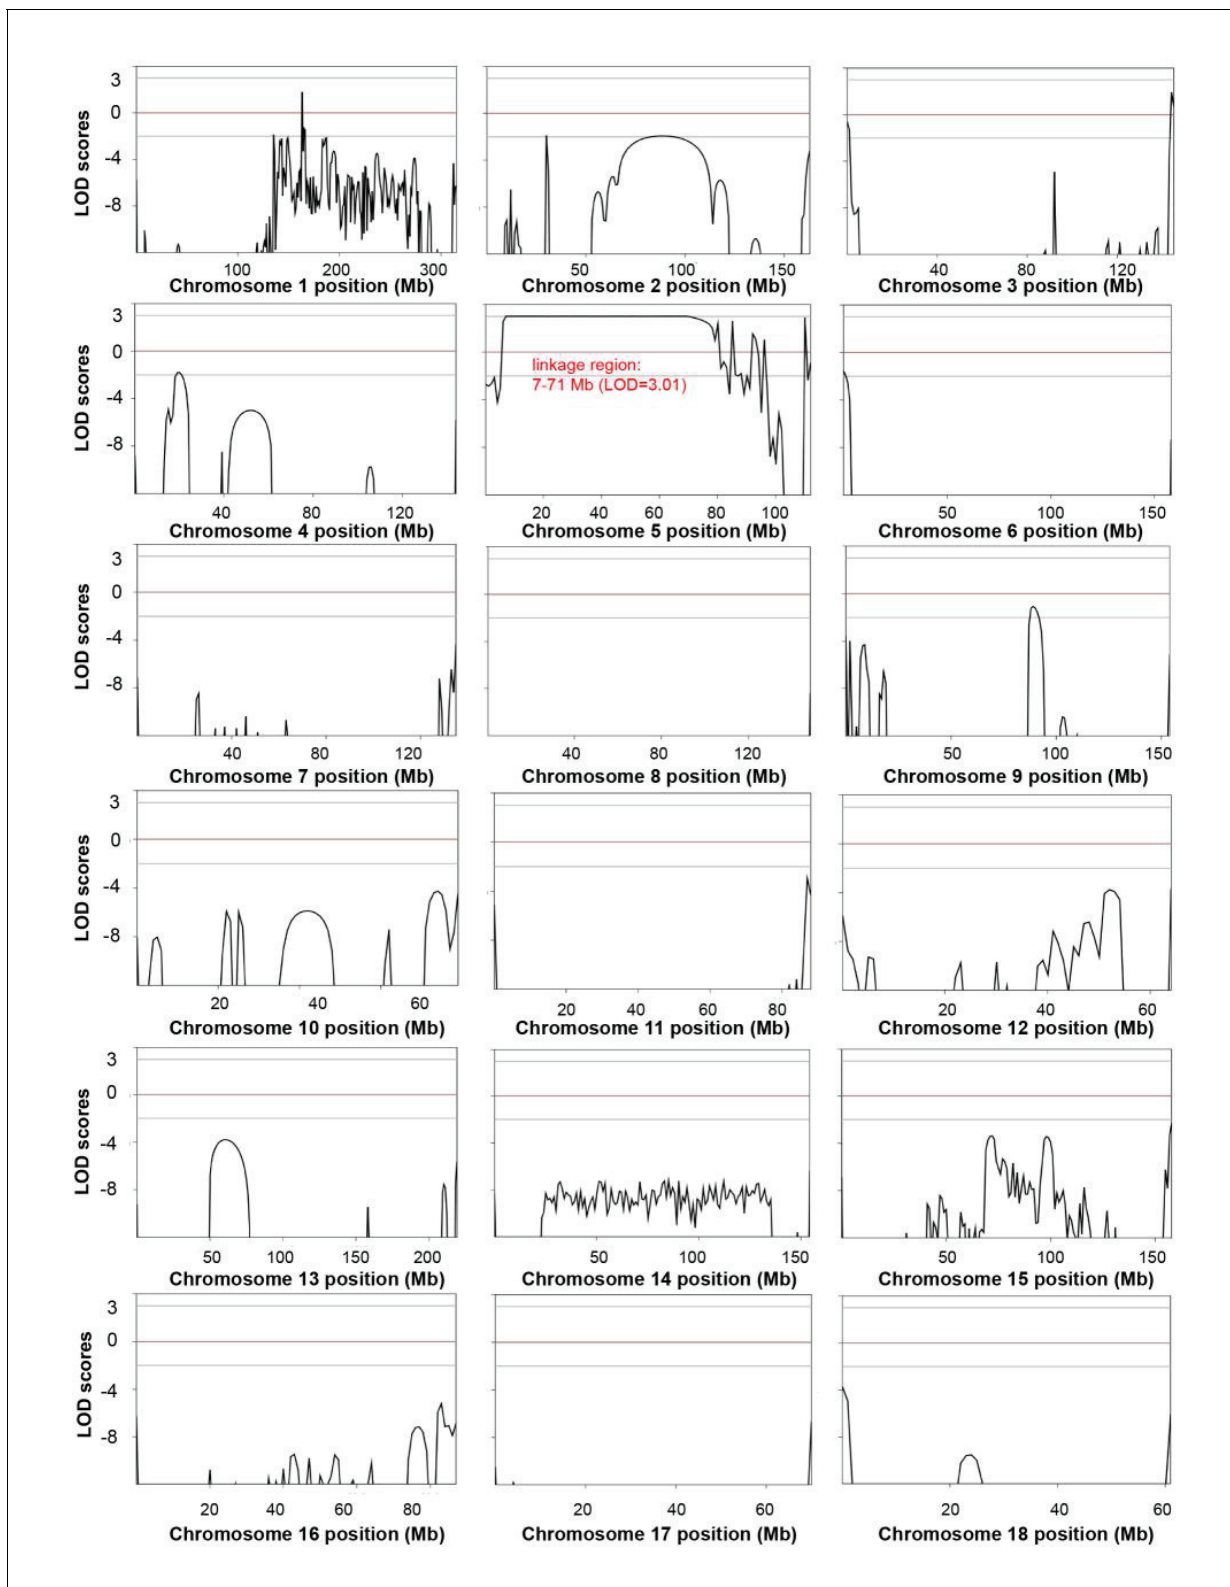 3
0
-4
-8
LOD scores
100 200 300
Chromosome 1 position (Mb)
50 100 150
Chromosome 2 position (Mb)
40 80 120
Chromosome 3 position (Mb)
3
0
-4
-8
LOD scores
40 80 120
Chromosome 4 position (Mb)
linkage region:
7-71 Mb (LOD=3.01)
20 40 60 80 100
Chromosome 5 position (Mb)
50 100 150
Chromosome 6 position (Mb)
3
0
-4
-8
LOD scores
40 80 120
Chromosome 7 position (Mb)
40 80 120
Chromosome 8 position (Mb)
50 100 150
Chromosome 9 position (Mb)
3
0
-4
-8
LOD scores
20 40 60
Chromosome 10 position (Mb)
20 40 60 80
Chromosome 11 position (Mb)
20 40 60
Chromosome 12 position (Mb)
3
0
-4
-8
LOD scores
50 100 150 200
Chromosome 13 position (Mb)
50 100 150
Chromosome 14 position (Mb)
50 100 150
Chromosome 15 position (Mb)
3
0
-4
-8
LOD scores
20 40 60 80
Chromosome 16 position (Mb)
20 40 60
Chromosome 17 position (Mb)
20 40 60
Chromosome 18 position (Mb)